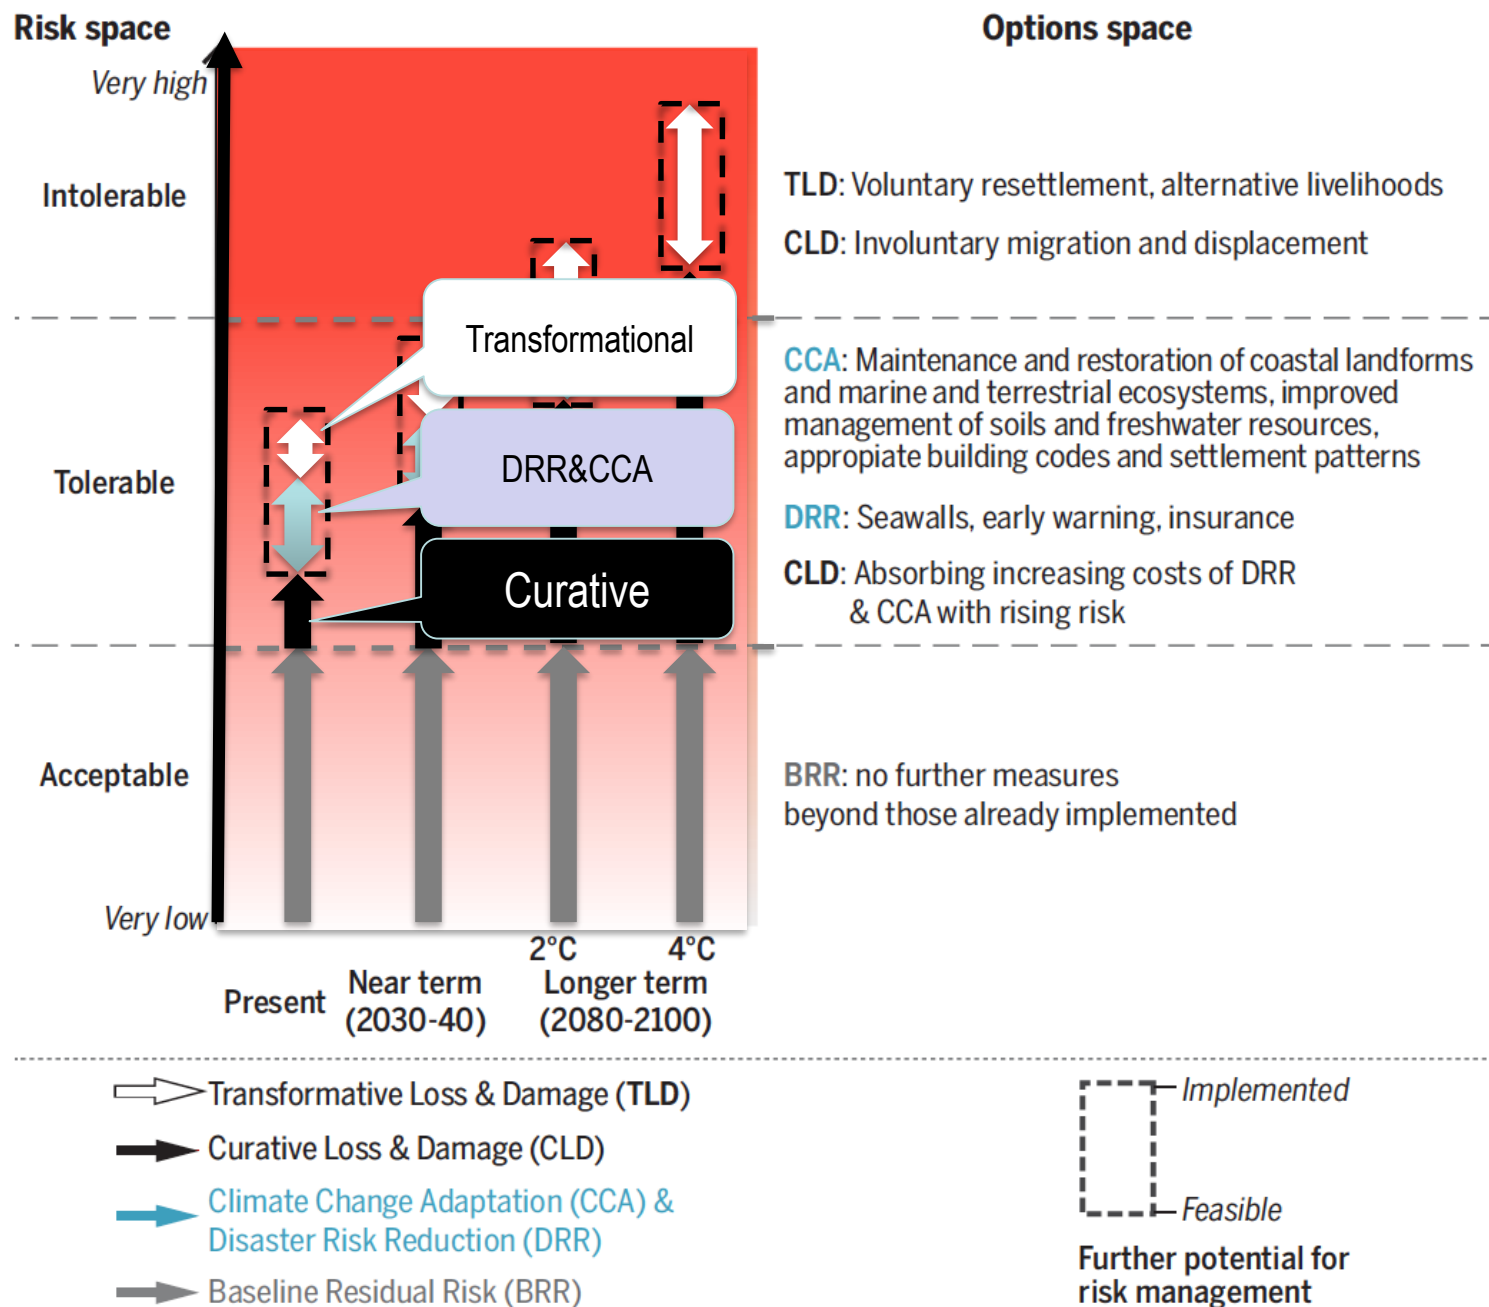 Risk space
Options space
Very high
Intolerable
TLD: Voluntary resettlement, alternative livelihoods
CLD: Involuntary migration and displacement
Transformational
CCA: Maintenance and restoration of coastal landforms
and marine and terrestrial ecosystems, improved
management of soils and freshwater resources,
appropiate building codes and settlement patterns
Tolerable
DRR&CCA
DRR: Seawalls, early warning, insurance
Curative
CLD: Absorbing increasing costs of DRR
& CCA with rising risk
Acceptable
BRR: no further measures
beyond those already implemented
Very low
2°C
4°C
Present
Near term
(2030-40)
Longer term
(2080-2100)
Transformative Loss & Damage (TLD)
Curative Loss & Damage (CLD)
Climate Change Adaptation (CCA) &
Disaster Risk Reduction (DRR)
Baseline Residual Risk (BRR)
Implemented
Feasible
Further potential for
risk management